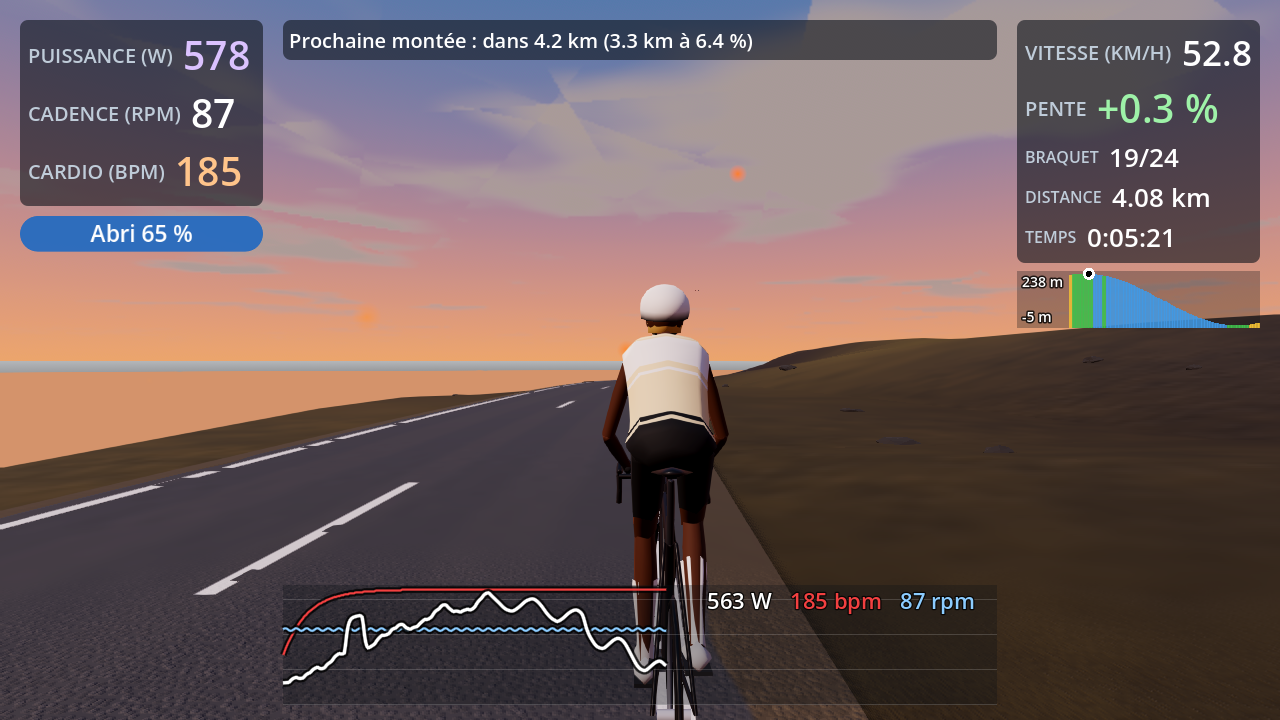 PUISSANCE (W) 578
CADENCE (RPM) 87
CARDIO (BPM) 185
Abri 65 %
Prochaine montée : dans 4.2 km (3.3 km à 6.4 %)
VITESSE (KM/H) 52.8
PENTE +0.3 %
BRAQUET 19/24
DISTANCE 4.08 km
TEMPS 0:05:21
238 m
-5 m
563 W 185 bpm 87 rpm